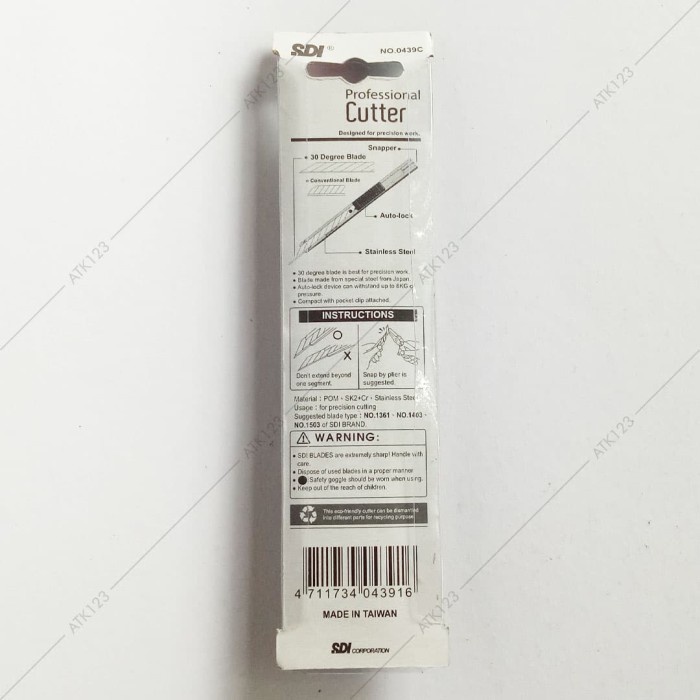 SDI ®
NO.0439C
Professional
Cutter
Designed for precision work.
Snapper
30 Degree Blade
Conventional Blade
Auto-lock
Stainless Steel
• 30 degree blade is best for precision work.
• Blade made from special steel from Japan.
• Auto-lock device can withstand up to 8KG
pressure.
• Compact with pocket clip attached.
INSTRUCTIONS
O
X
Don't extend beyond
one segment.
Snap by plier is
suggested.
Material : POM、SK2+Cr、Stainless Steel
Usage : for precision cutting
Suggested blade type : NO.1361、NO.1403、
NO.1503 of SDI BRAND.
WARNING:
• SDI BLADES are extremely sharp! Handle with
care.
• Dispose of used blades in a proper manner
• Safety goggle should be worn when using.
• Keep out of the reach of children.
This eco-friendly cutter can be dismantled
into different parts for recycling purpose
4 711734 043916
MADE IN TAIWAN
SDI CORPORATION
ATK123
ATK123
ATK123
ATK123
ATK123
ATK123
ATK123
ATK123